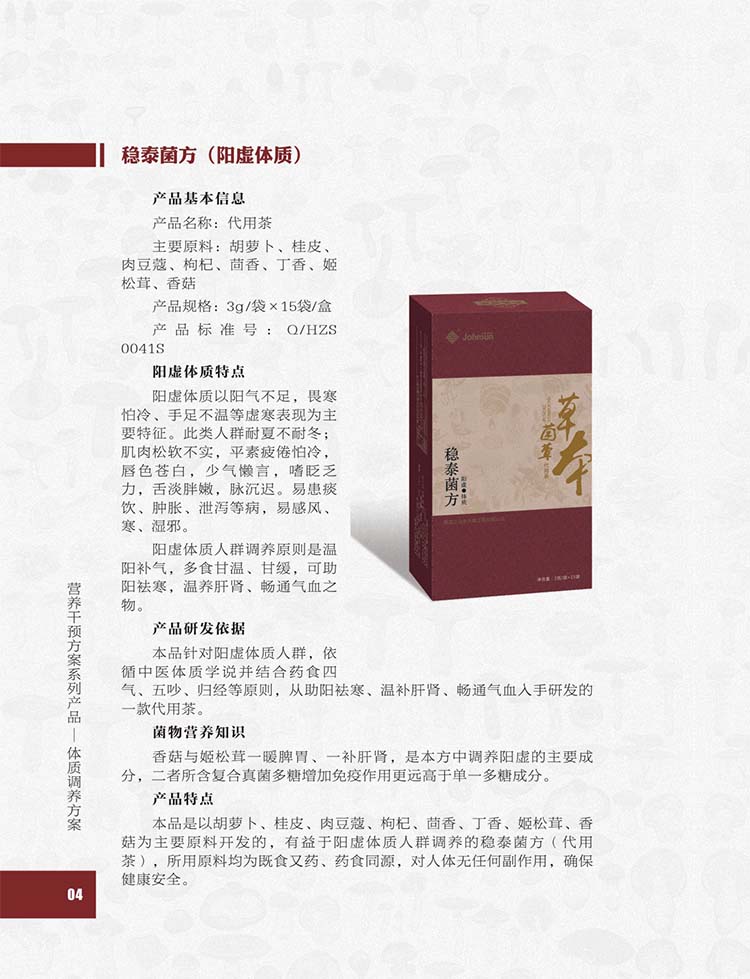 稳泰菌方（阳虚体质）
产品基本信息
产品名称：代用茶
主要原料：胡萝卜、桂皮、
肉豆蔻、枸杞、茴香、丁香、姬
松茸、香菇
产品规格：3g/袋×15袋/盒
产品标准号：Q/HZS
0041S
阳虚体质特点
阳虚体质以阳气不足，畏寒
怕冷、手足不温等虚寒表现为主
要特征。此类人群耐夏不耐冬；
肌肉松软不实，平素疲倦怕冷，
唇色苍白，少气懒言，嗜眨乏
力，舌淡胖嫩，脉沉迟。易患痰
饮、肿胀、泄泻等病，易感风、
寒、湿邪。
阳虚体质人群调养原则是温
阳补气，多食甘温、甘缓，可助
阳祛寒，温养肝肾、畅通气血之
物。
产品研发依据
本品针对阳虚体质人群，依
循中医体质学说并结合药食四
气、五吵、归经等原则，从助阳祛寒、温补肝肾、畅通气血入手研发的
一款代用茶。
菌物营养知识
香菇与姬松茸一暖脾胃、一补肝肾，是本方中调养阳虚的主要成
分，二者所含复合真菌多糖增加免疫作用更远高于单一多糖成分。
产品特点
本品是以胡萝卜、桂皮、肉豆蔻、枸杞、茴香、丁香、姬松茸、香
菇为主要原料开发的，有益于阳虚体质人群调养的稳泰菌方（代用
茶），所用原料均为既食又药、药食同源，对人体无任何副作用，确保
健康安全。
Johnsun
草本
菌蕈
代用茶
稳泰菌方
阳虚●体质
净含量：3克/袋×15袋
营养干预方案系列产品—体质调养方案
04